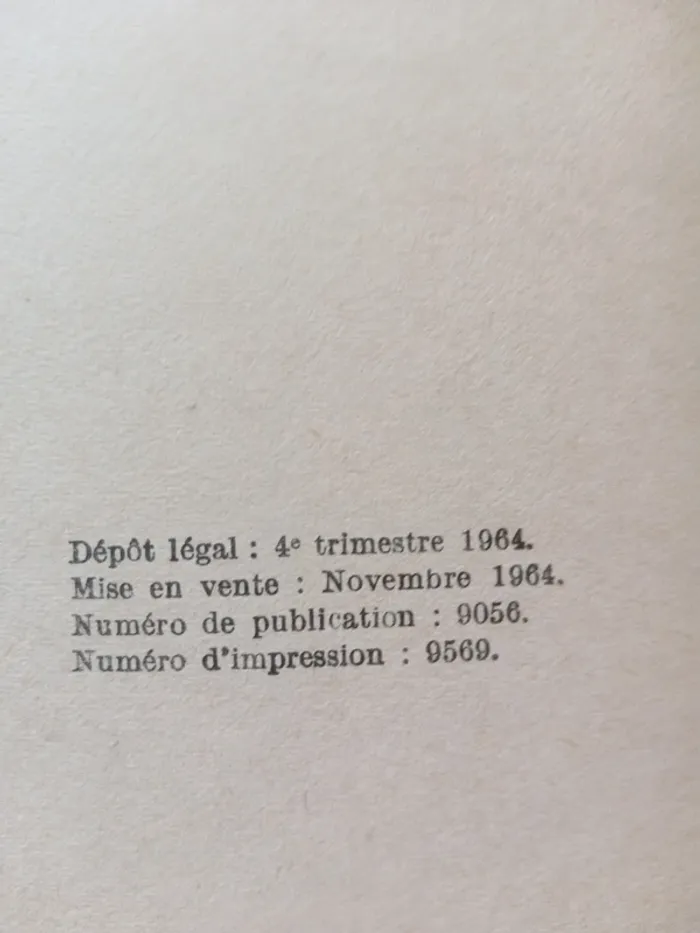 Dépôt légal : 4e trimestre 1964.
Mise en vente : Novembre 1964.
Numéro de publication : 9056.
Numéro d'impression : 9569.